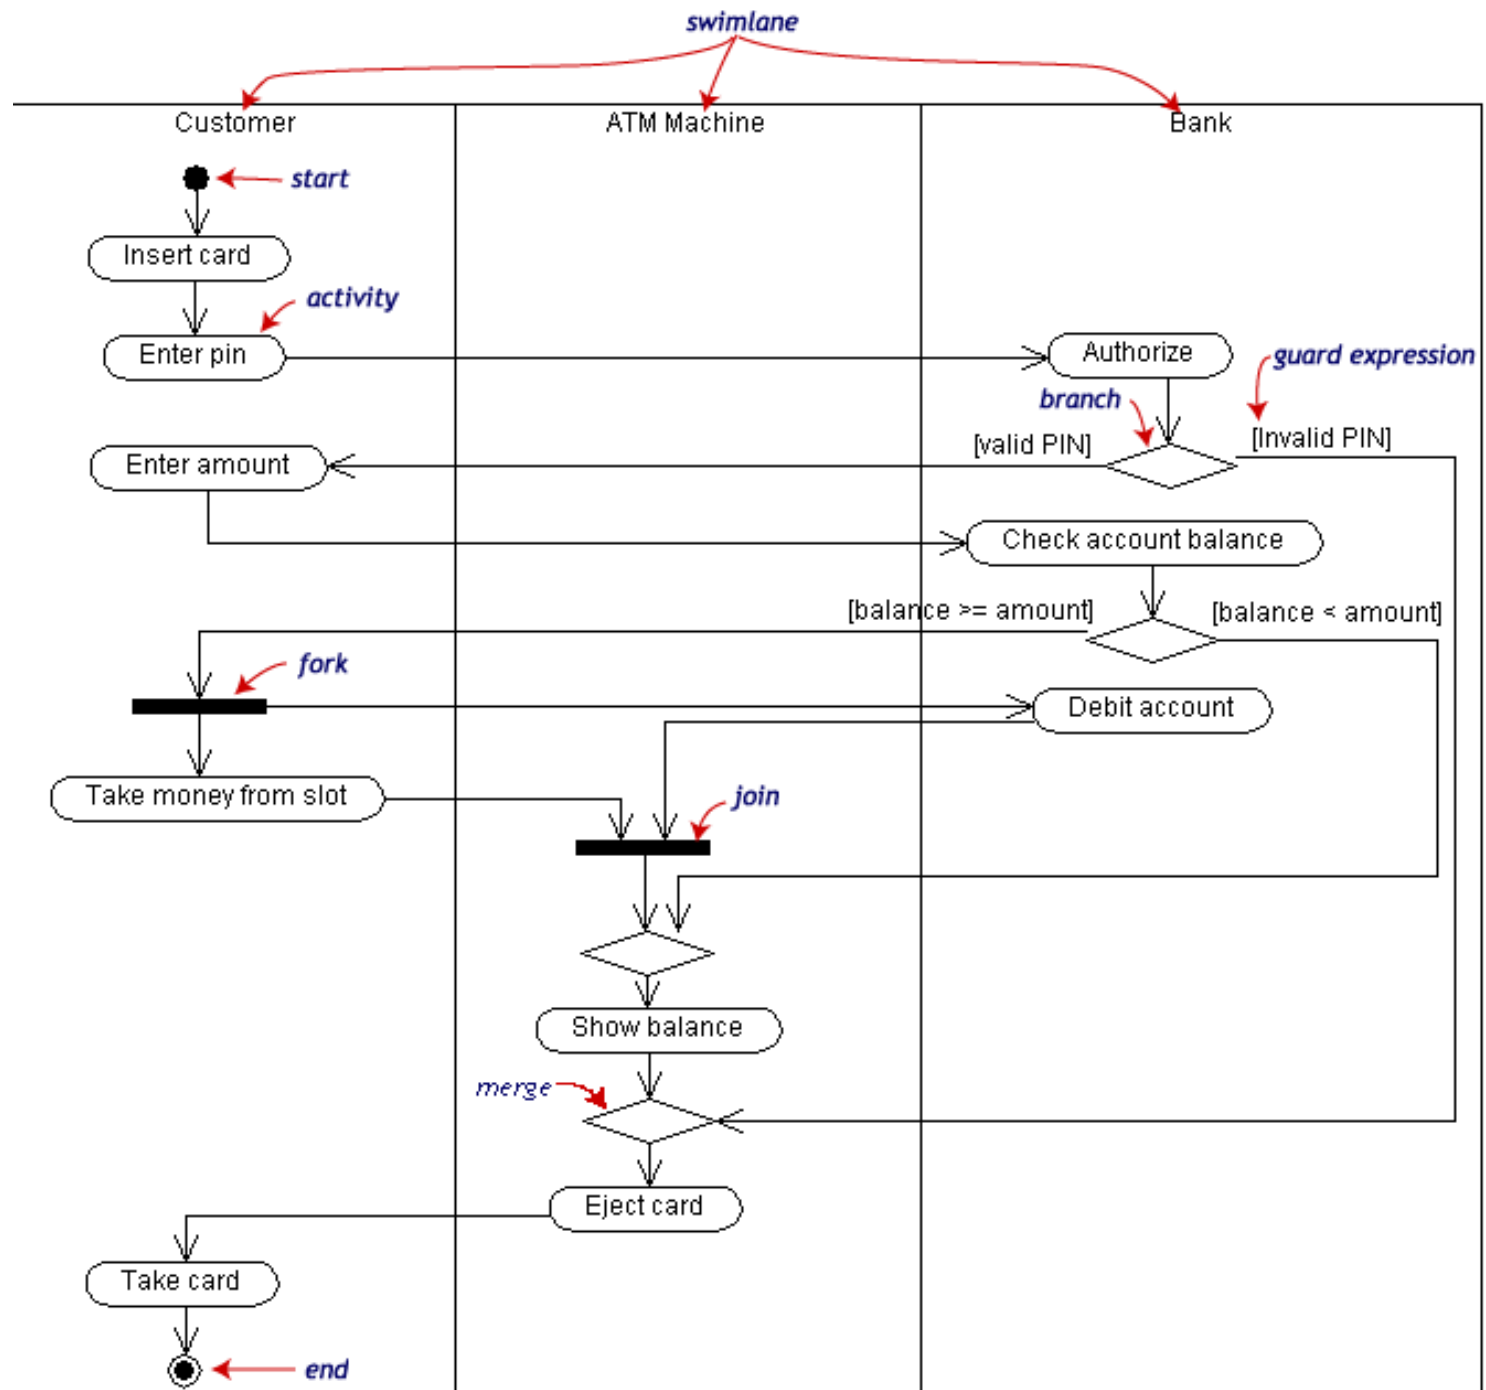 swimlane
Customer
ATM Machine
Bank
start
Insert card
activity
Enter pin
Authorize
guard expression
branch
[valid PIN]
[Invalid PIN]
Enter amount
Check account balance
[balance >= amount]
[balance < amount]
fork
Debit account
Take money from slot
join
Show balance
merge
Eject card
Take card
end